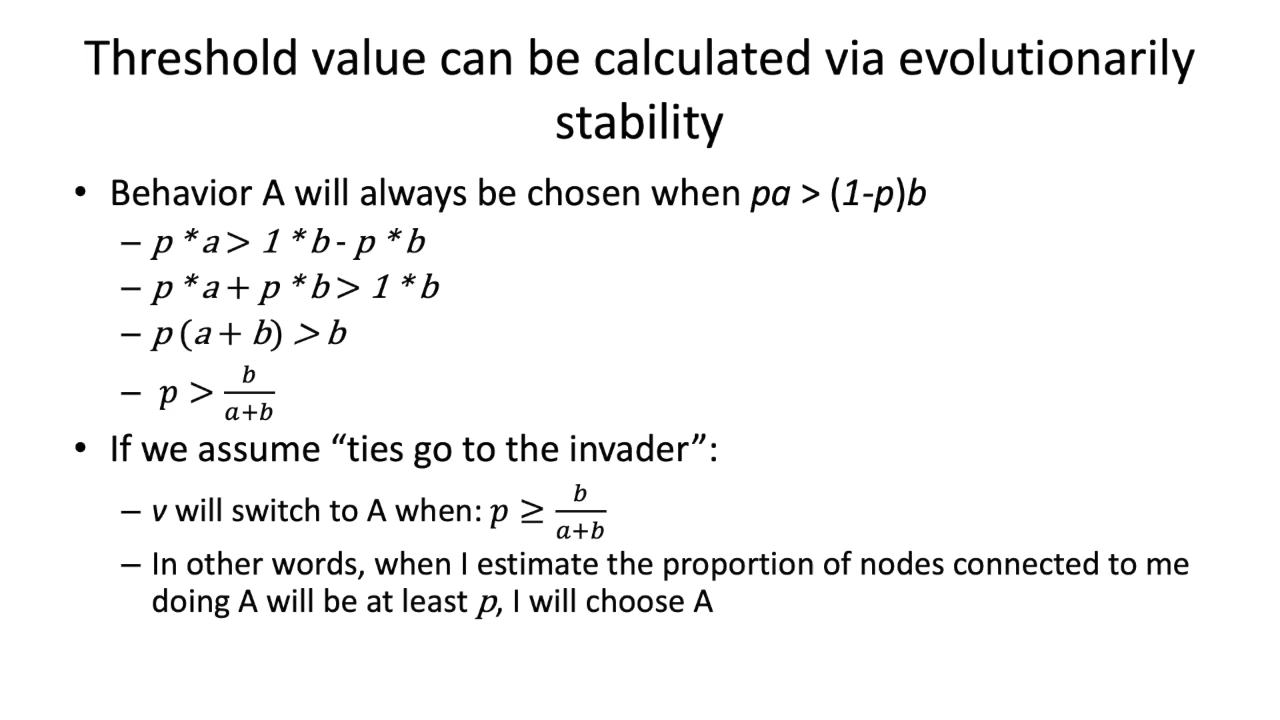 Threshold value can be calculated via evolutionarily
stability
• Behavior A will always be chosen when pa > (1-p)b
– p * a > 1 * b - p * b
– p * a + p * b > 1 * b
– p (a + b) > b
– p > b/(a+b)
• If we assume “ties go to the invader”:
– v will switch to A when: p ≥ b/(a+b)
– In other words, when I estimate the proportion of nodes connected to me
doing A will be at least p, I will choose A